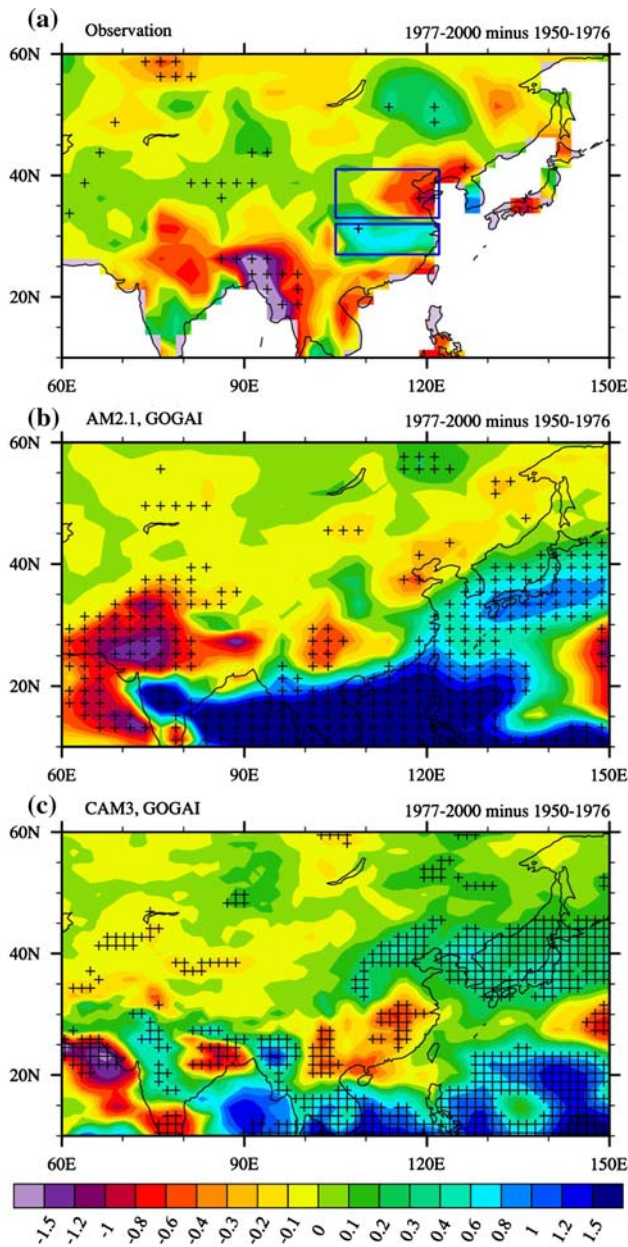 (a) Observation 1977-2000 minus 1950-1976
60N
40N
20N
60E 90E 120E 150E
(b) AM2.1, GOGAI 1977-2000 minus 1950-1976
60N
40N
20N
60E 90E 120E 150E
(c) CAM3, GOGAI 1977-2000 minus 1950-1976
60N
40N
20N
60E 90E 120E 150E
-1.5 -1.2 -1 -0.8 -0.6 -0.4 -0.3 -0.2 -0.1 0 0.1 0.2 0.3 0.4 0.6 0.8 1 1.2 1.5